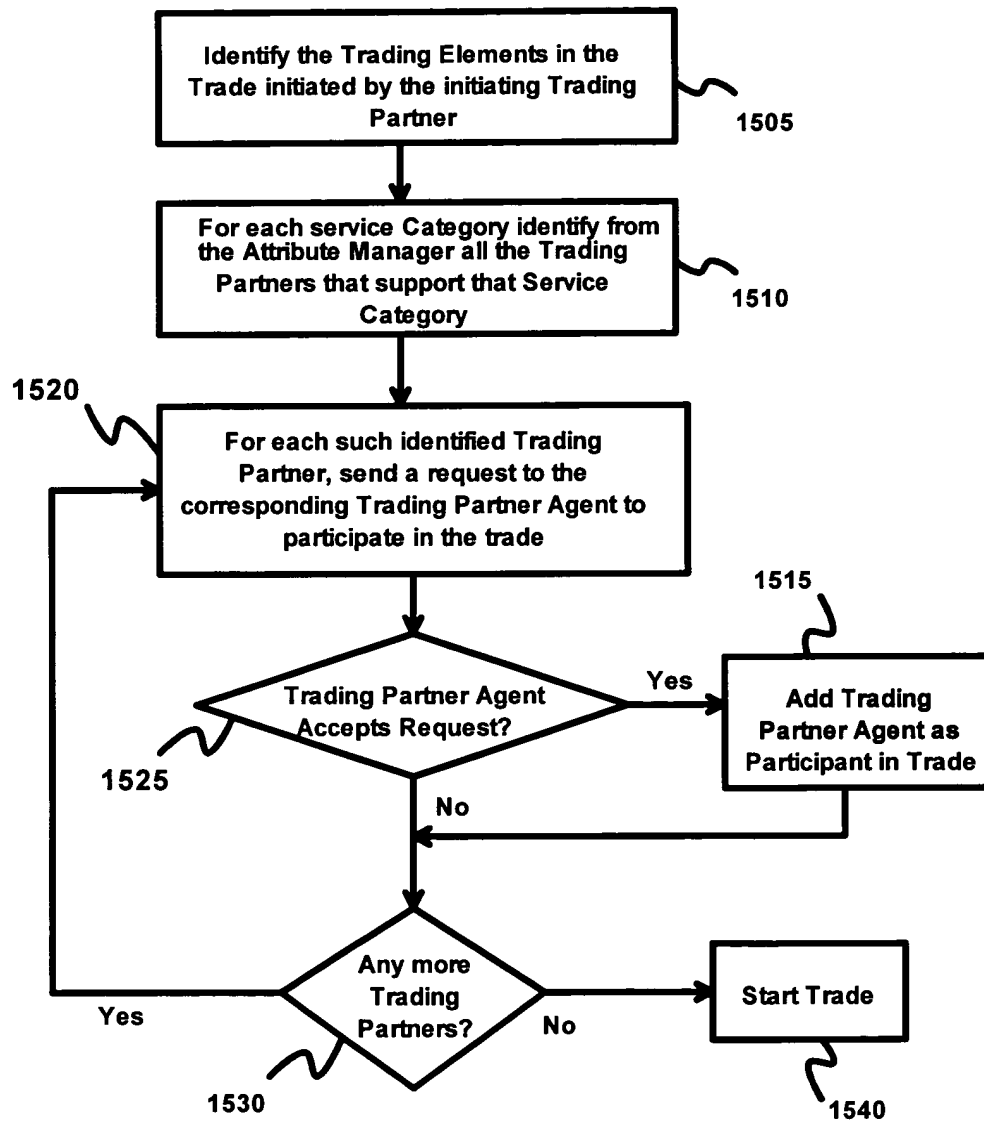 Identify the Trading Elements in the
Trade initiated by the initiating Trading
Partner
1505
For each service Category identify from
the Attribute Manager all the Trading
Partners that support that Service
Category
1510
1520
For each such identified Trading
Partner, send a request to the
corresponding Trading Partner Agent to
participate in the trade
1515
Trading Partner Agent
Accepts Request?
Yes
Add Trading
Partner Agent as
Participant in Trade
1525
No
Any more
Trading
Partners?
Yes
No
Start Trade
1530
1540